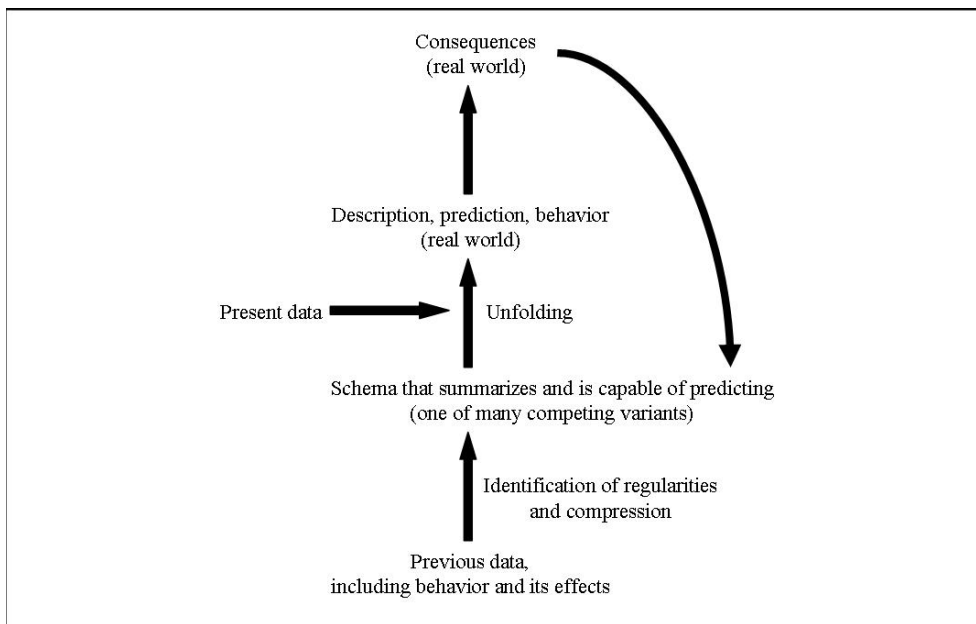 Consequences
(real world)
Description, prediction, behavior
(real world)
Present data
Unfolding
Schema that summarizes and is capable of predicting
(one of many competing variants)
Identification of regularities
and compression
Previous data,
including behavior and its effects